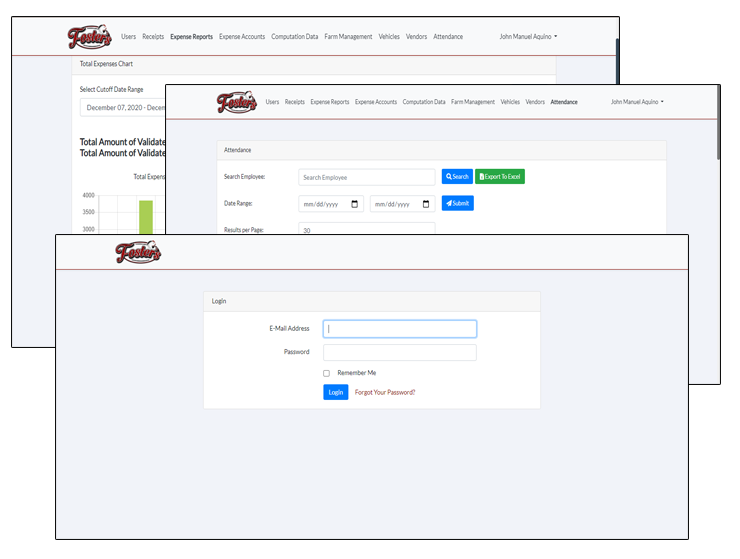 Foster's
Users Receipts Expense Reports Expense Accounts Computation Data Farm Management Vehicles Vendors Attendance John Manuel Aquino
Total Expenses Chart
Select Cutoff Date Range
December 07, 2020 - Decem
Total Amount of Validate
Total Amount of Validate
Total Expens
4000
3500
3000
Foster's
Users Receipts Expense Reports Expense Accounts Computation Data Farm Management Vehicles Vendors Attendance John Manuel Aquino
Attendance
Search Employee: Search Employee Search Export To Excel
Date Range: mm/dd/yyyy mm/dd/yyyy Submit
Results per Page: 30
Foster's
Login
E-Mail Address
Password
Remember Me
Login Forgot Your Password?